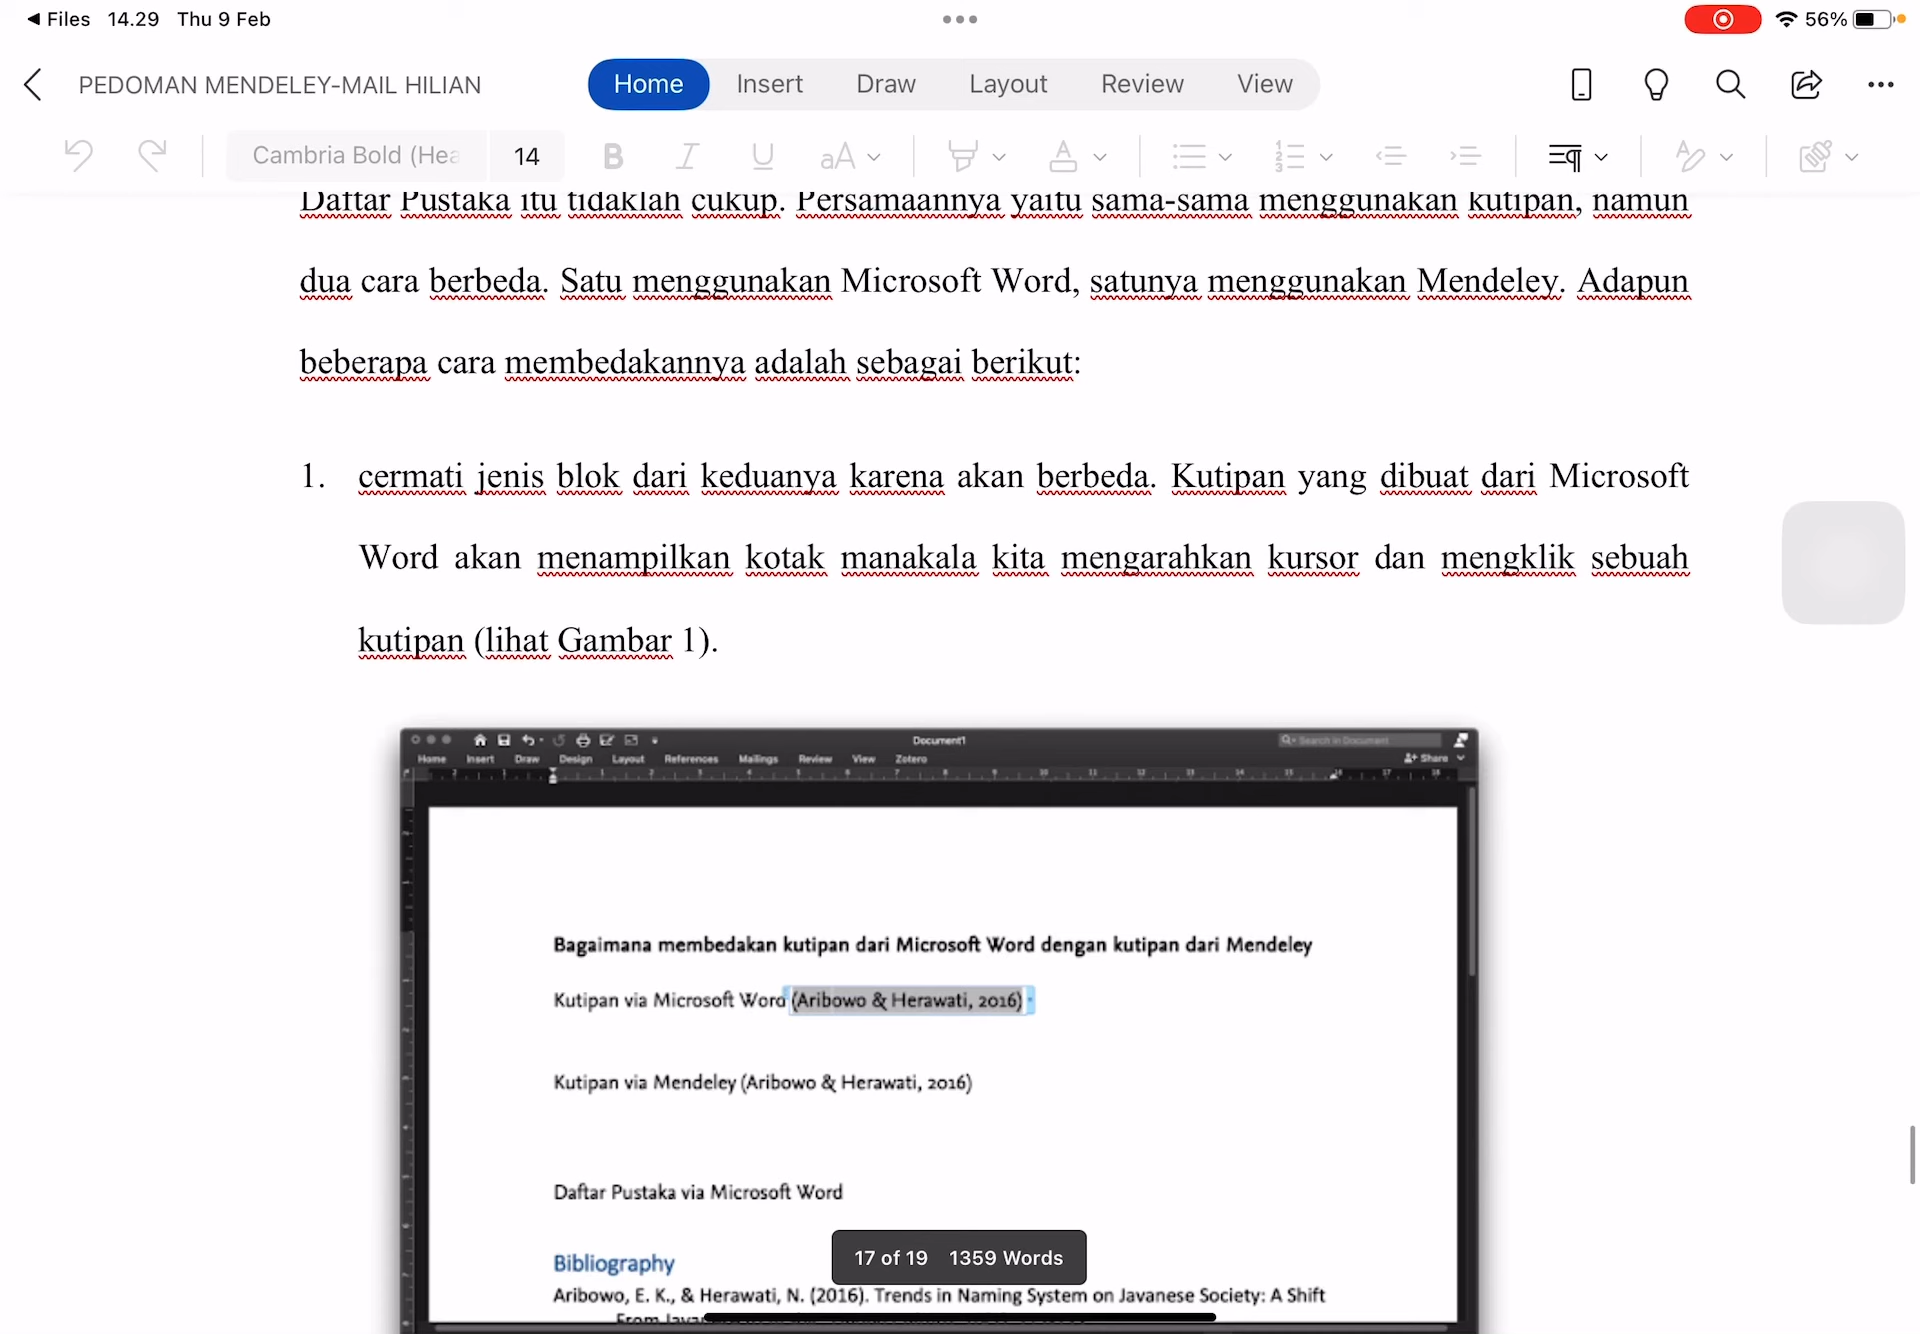 Files 14.29 Thu 9 Feb
56%
PEDOMAN MENDELEY-MAIL HILIAN
Home Insert Draw Layout Review View
Cambria Bold (Hea 14 B I U aA A
Daftar Pustaka itu tidaklah cukup. Persamaannya yaitu sama-sama menggunakan kutipan, namun
dua cara berbeda. Satu menggunakan Microsoft Word, satunya menggunakan Mendeley. Adapun
beberapa cara membedakannya adalah sebagai berikut:
1. cermati jenis blok dari keduanya karena akan berbeda. Kutipan yang dibuat dari Microsoft
Word akan menampilkan kotak manakala kita mengarahkan kursor dan mengklik sebuah
kutipan (lihat Gambar 1).
Document1
Search in Document
Home Insert Draw Design Layout References Mailings Review View Zotero
Share
Bagaimana membedakan kutipan dari Microsoft Word dengan kutipan dari Mendeley
Kutipan via Microsoft Word (Aribowo & Herawati, 2016)
Kutipan via Mendeley (Aribowo & Herawati, 2016)
Daftar Pustaka via Microsoft Word
17 of 19 1359 Words
Bibliography
Aribowo, E. K., & Herawati, N. (2016). Trends in Naming System on Javanese Society: A Shift
From